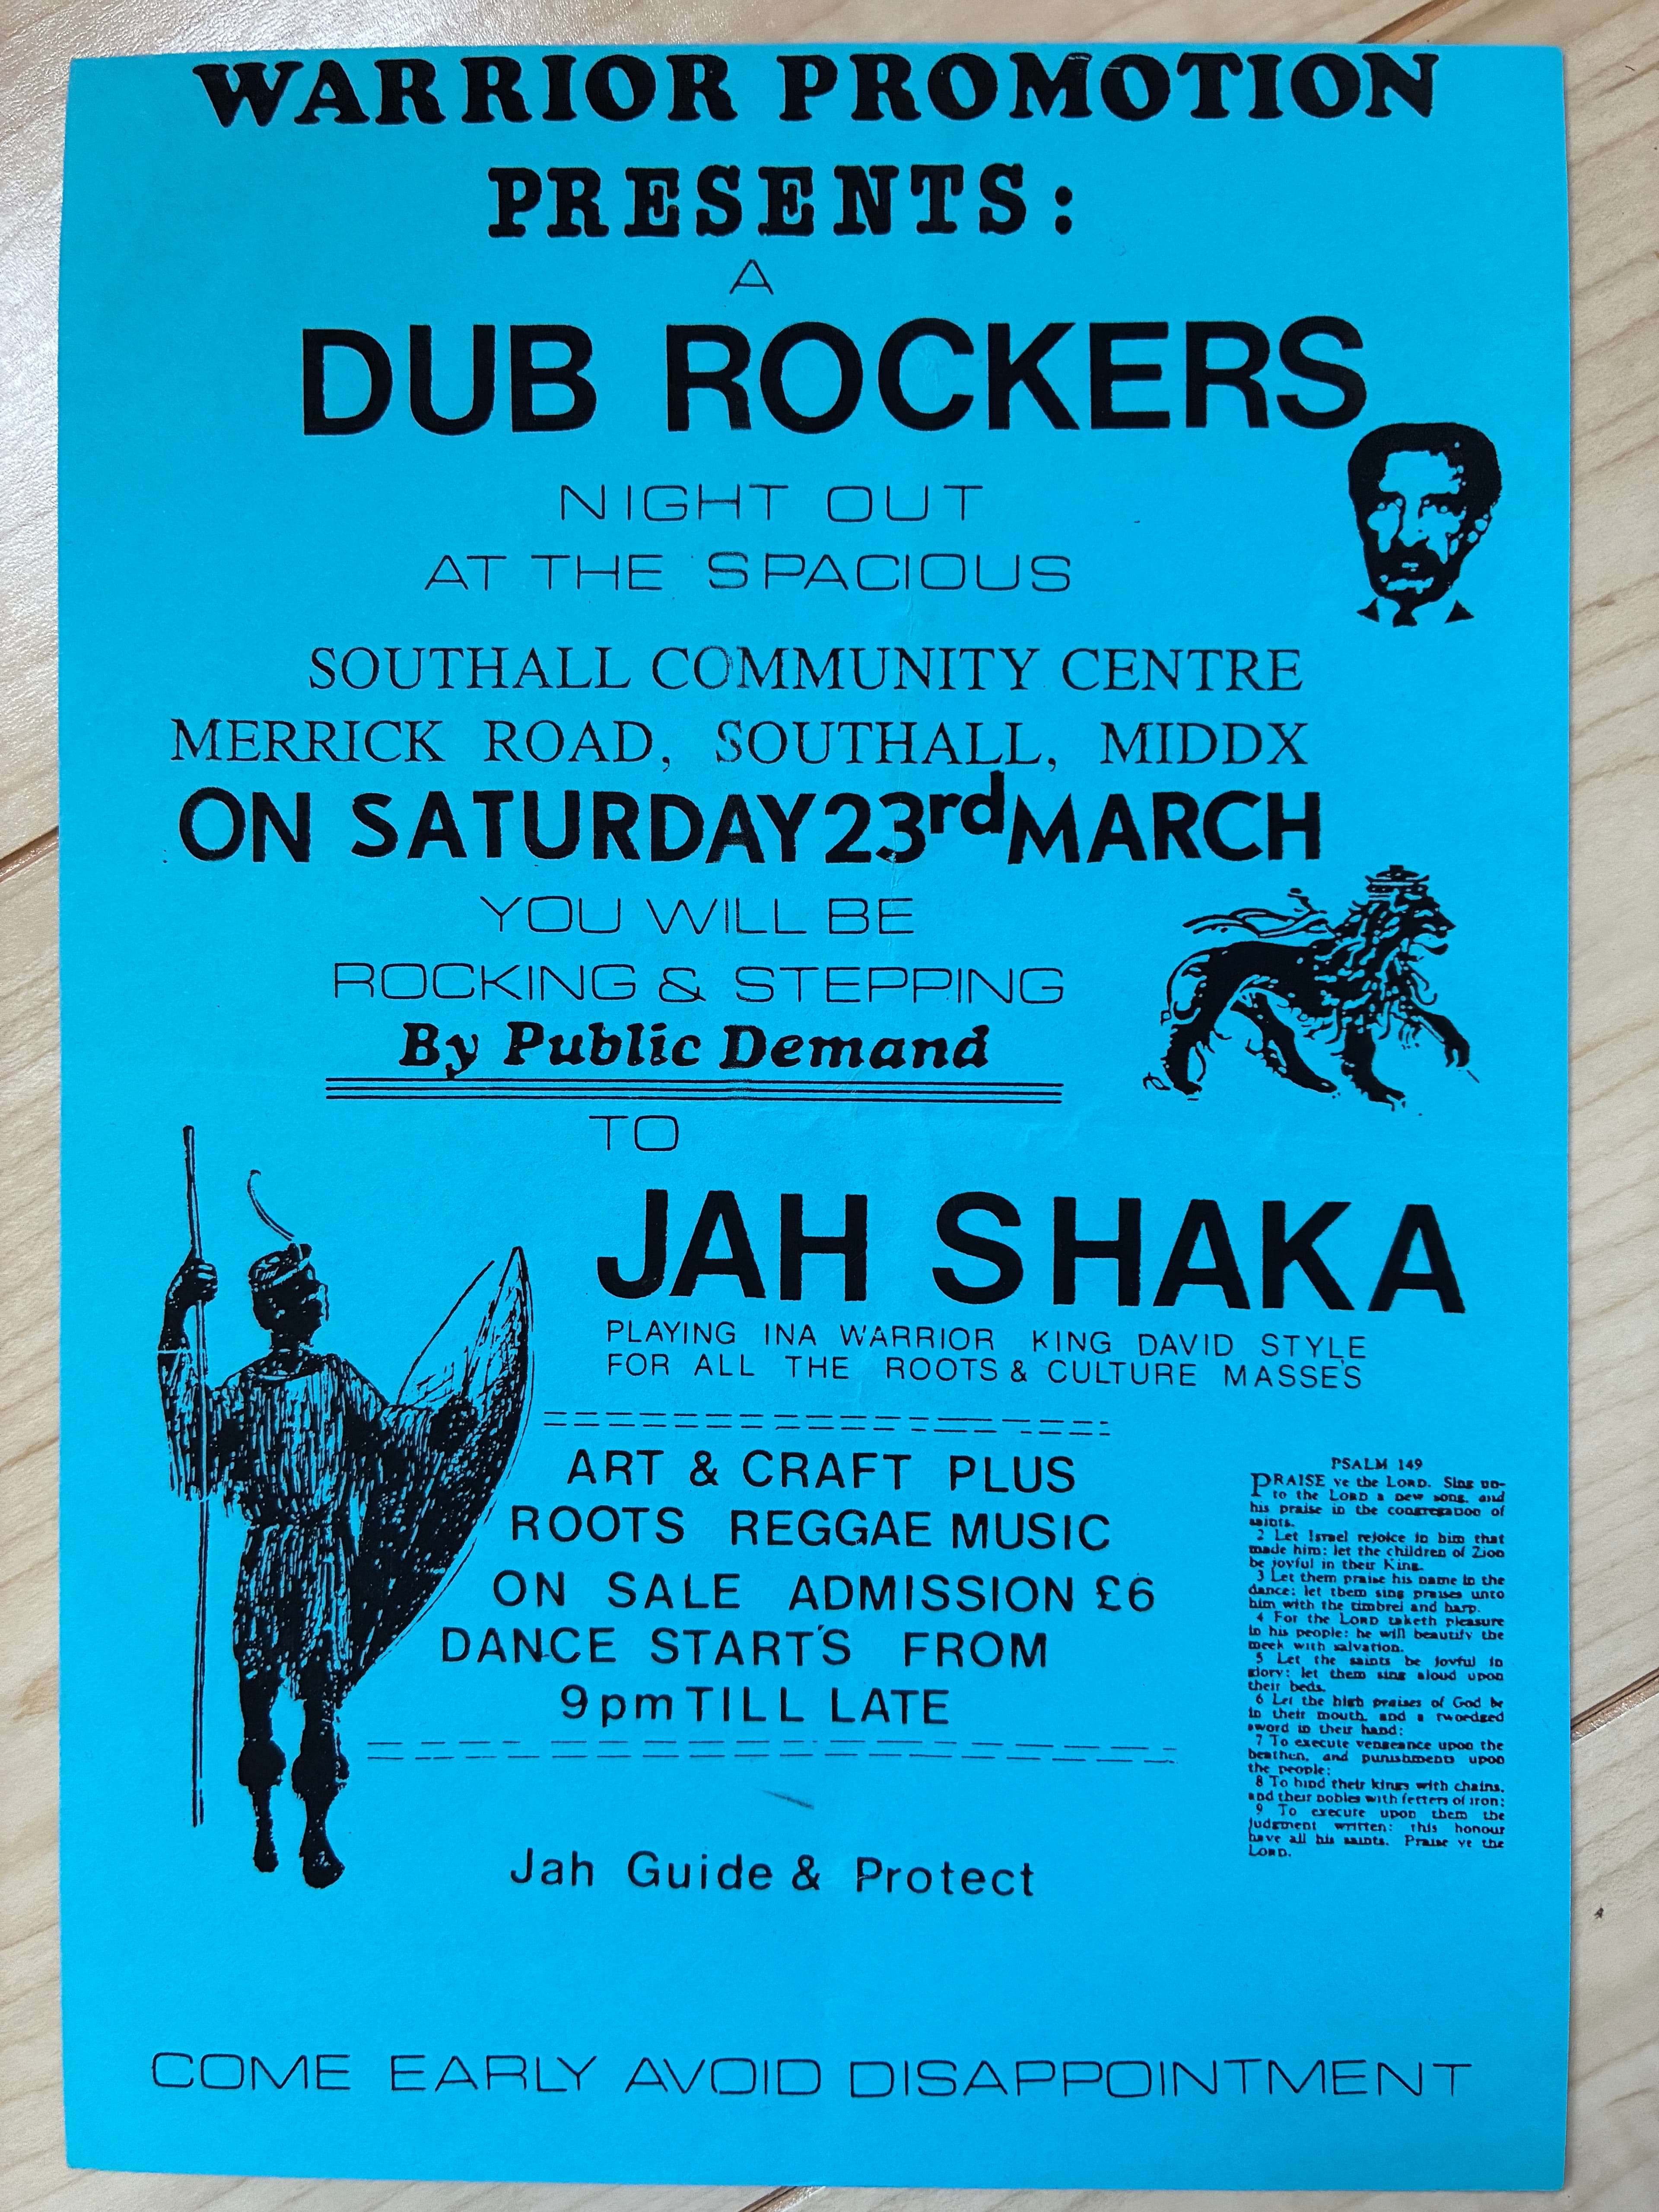 WARRIOR PROMOTION
PRESENTS:
A
DUB ROCKERS
NIGHT OUT
AT THE SPACIOUS
SOUTHALL COMMUNITY CENTRE
MERRICK ROAD, SOUTHALL, MIDDX
ON SATURDAY 23rd MARCH
YOU WILL BE
ROCKING & STEPPING
By Public Demand
TO
JAH SHAKA
PLAYING INA WARRIOR KING DAVID STYLE
FOR ALL THE ROOTS & CULTURE MASSE'S
ART & CRAFT PLUS
ROOTS REGGAE MUSIC
ON SALE ADMISSION £6
DANCE START'S FROM
9pm TILL LATE
PSALM 149
PRAISE ye the LORD. Sing un-
to the LORD a new song, and
his praise in the congregation of
saints.
2 Let Israel rejoice in him that
made him: let the children of Zion
be joyful in their King.
3 Let them praise his name in the
dance: let them sing praises unto
him with the timbrel and harp.
4 For the LORD taketh pleasure
in his people: he will beautify the
meek with salvation.
5 Let the saints be joyful in
glory: let them sing aloud upon
their beds.
6 Let the high praises of God be
in their mouth, and a twoedged
sword in their hand;
7 To execute vengeance upon the
heathen, and punishments upon
the people;
8 To bind their kings with chains,
and their nobles with fetters of iron;
9 To execute upon them the
judgment written: this honour
have all his saints. Praise ye the
LORD.
Jah Guide & Protect
COME EARLY AVOID DISAPPOINTMENT